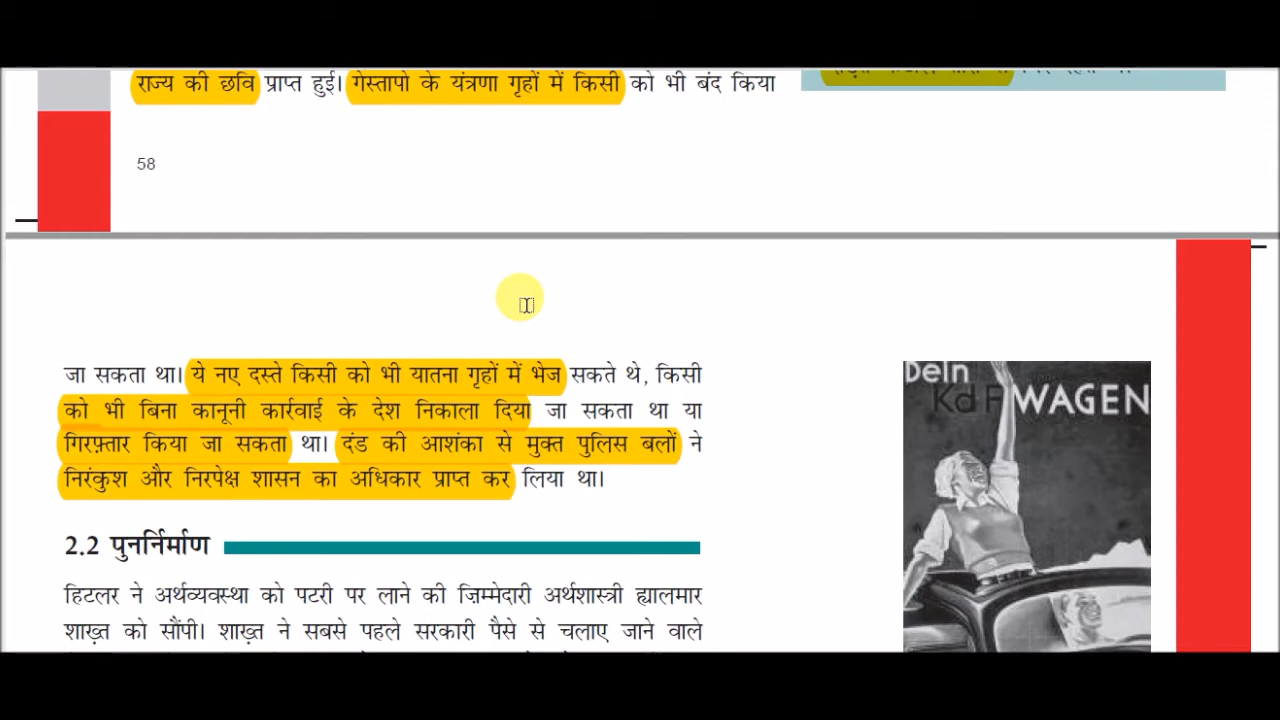 राज्य की छवि प्राप्त हुई। गेस्तापो के यंत्रणा गृहों में किसी को भी बंद किया
58
जा सकता था। ये नए दस्ते किसी को भी यातना गृहों में भेज सकते थे, किसी
को भी बिना कानूनी कार्रवाई के देश निकाला दिया जा सकता था या
गिरफ़्तार किया जा सकता था। दंड की आशंका से मुक्त पुलिस बलों ने
निरंकुश और निरपेक्ष शासन का अधिकार प्राप्त कर लिया था।
Dein
KdF WAGEN
2.2 पुनर्निर्माण
हिटलर ने अर्थव्यवस्था को पटरी पर लाने की ज़िम्मेदारी अर्थशास्त्री ह्यालमार
शाख़्त को सौंपी। शाख़्त ने सबसे पहले सरकारी पैसे से चलाए जाने वाले